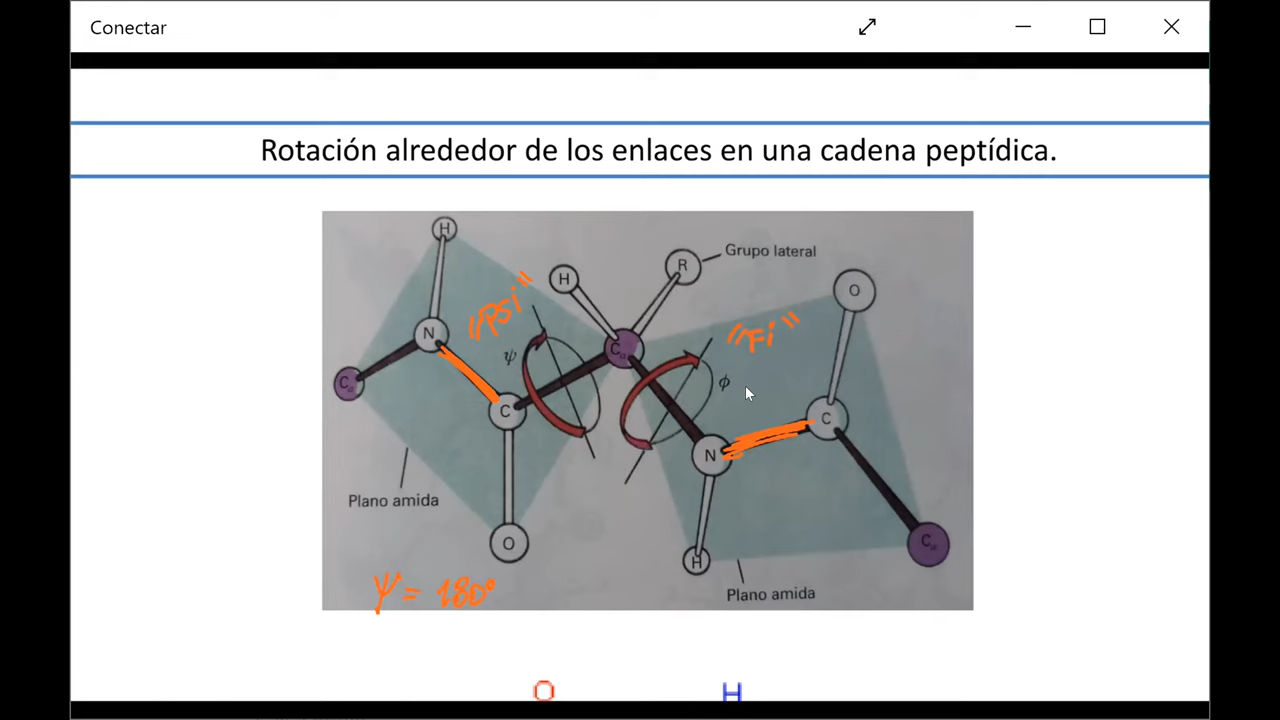 Conectar
Rotación alrededor de los enlaces en una cadena peptídica.
H
H
R
Grupo lateral
O
"Psi"
"Fi"
N
Cα
ψ
ϕ
Cα
C
C
N
Plano amida
O
Cα
H
Plano amida
Ψ = 180°
O
H